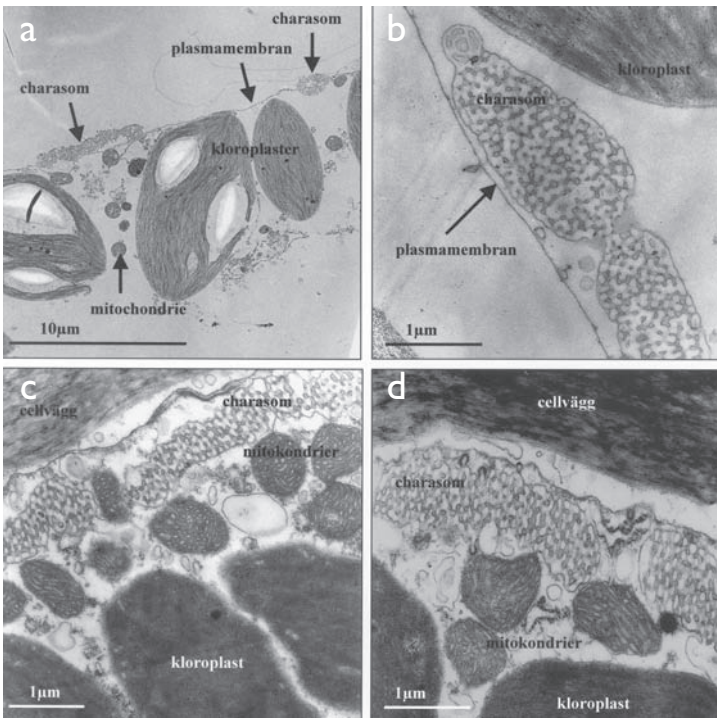 a
charasom
plasmamembran
charasom
kloroplaster
mitochondrie
10µm
b
kloroplast
charasom
plasmamembran
1µm
c
cellvägg
charasom
mitokondrier
kloroplast
1µm
d
cellvägg
charasom
mitokondrier
1µm
kloroplast